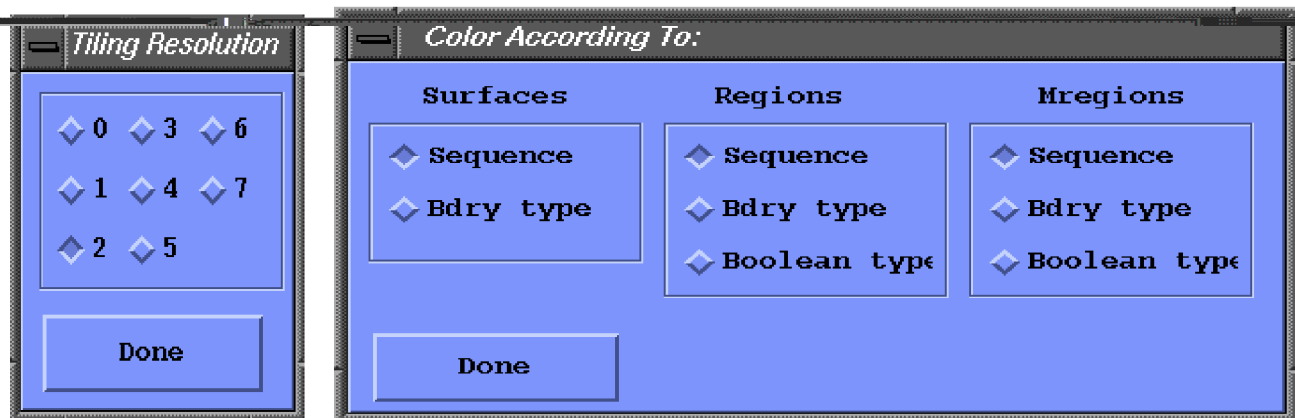 Tiling Resolution
0 3 6
1 4 7
2 5
Done
Color According To:
Surfaces Regions Mregions
Sequence Sequence Sequence
Bdry type Bdry type Bdry type
Boolean type Boolean type
Done